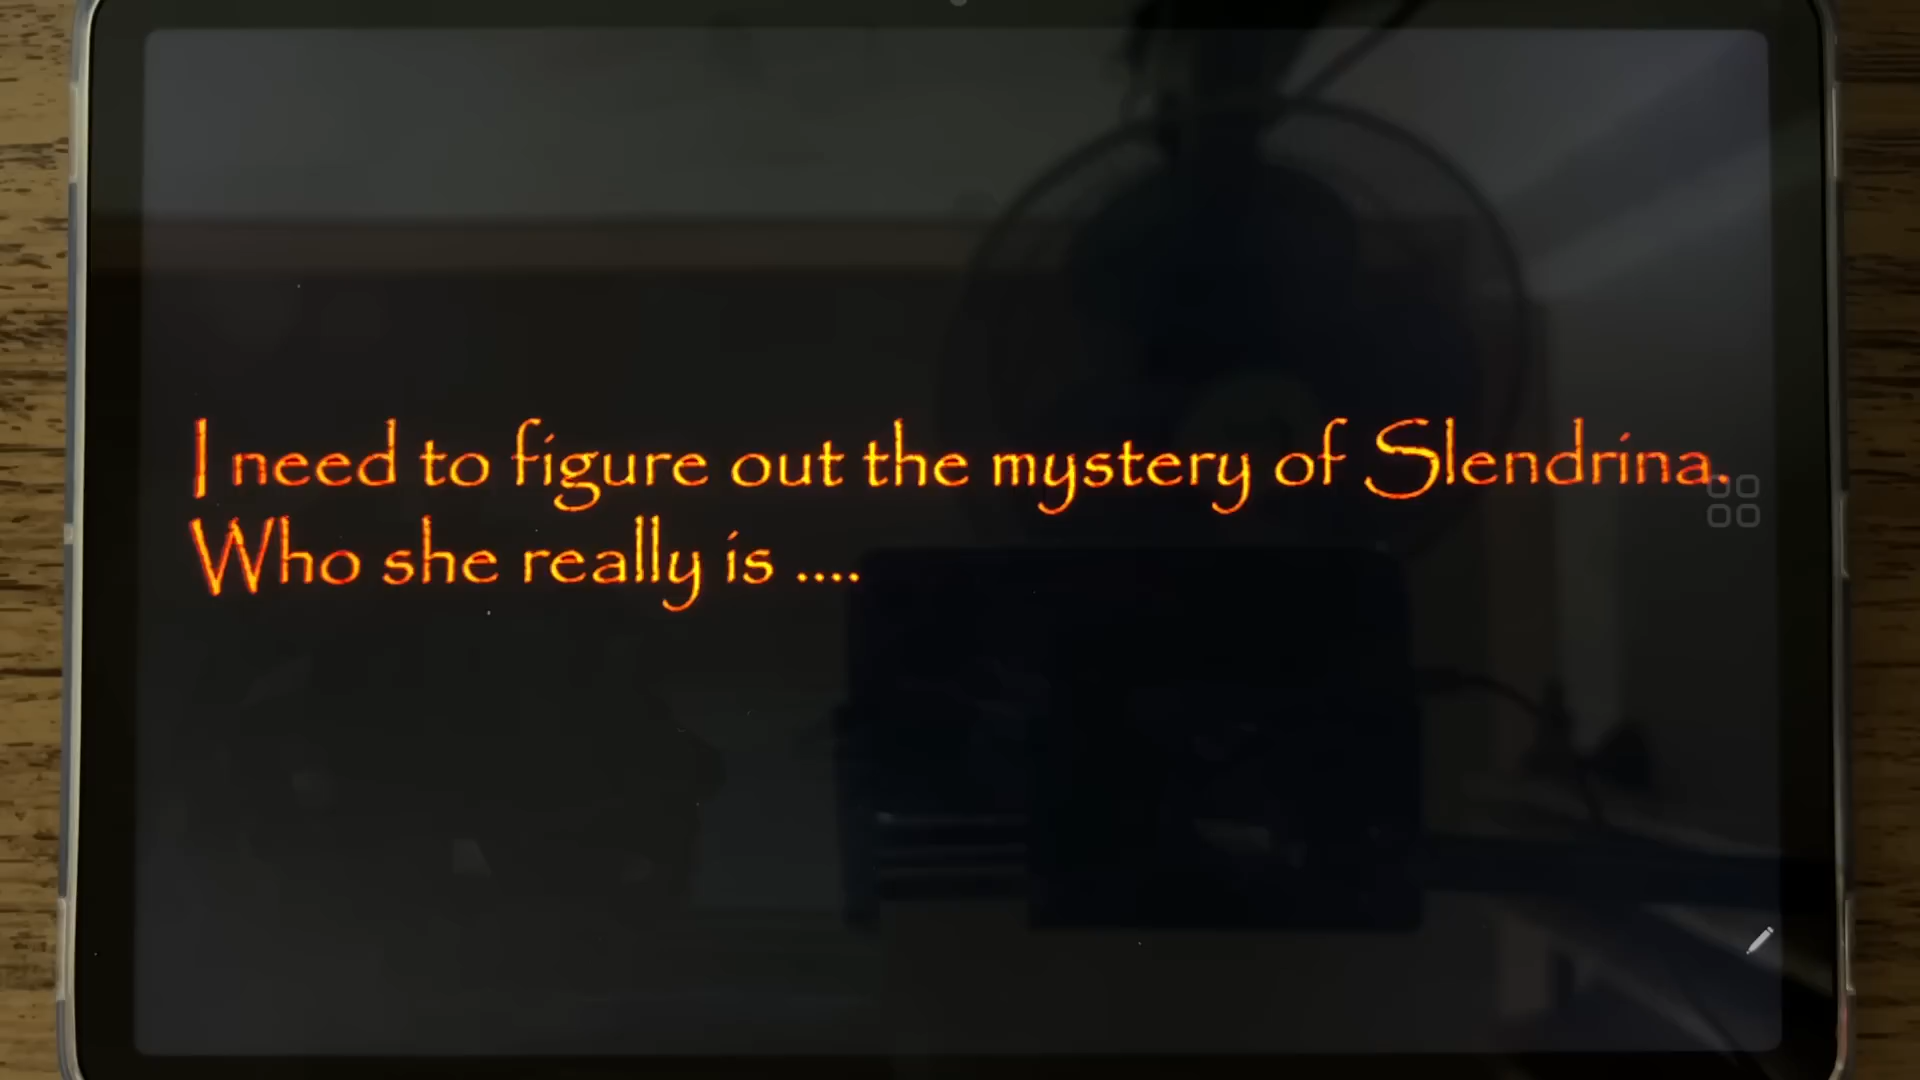 I need to figure out the mystery of Slendrina.
Who she really is ....